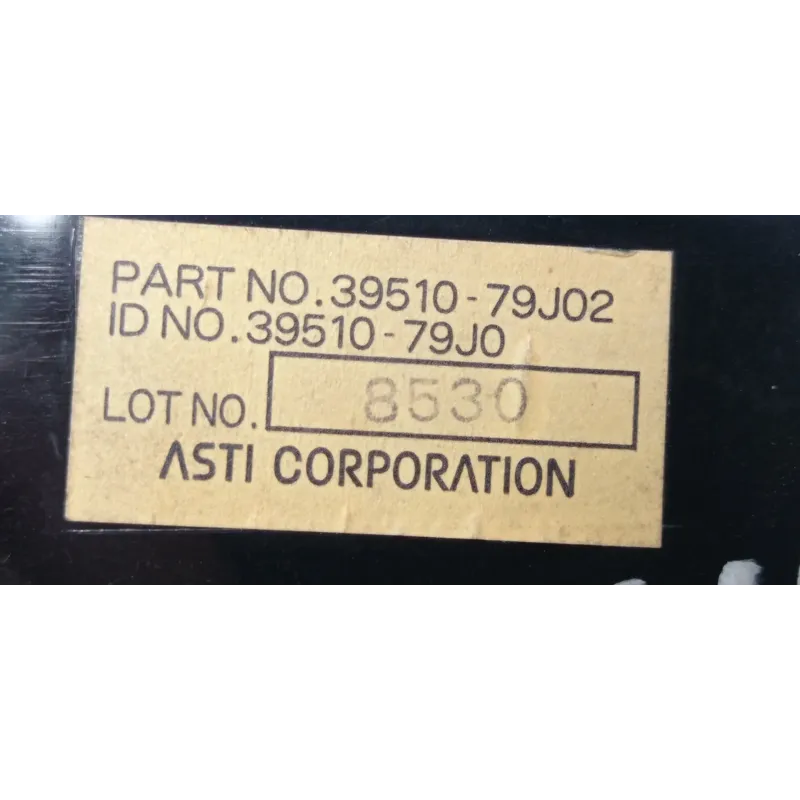 PART NO. 39510-79J02
ID NO. 39510-79J0
LOT NO. 8530
ASTI CORPORATION